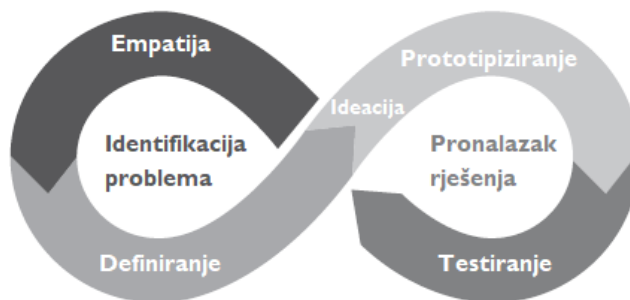 Empatija
Prototipiziranje
Ideacija
Identifikacija
problema
Pronalazak
rješenja
Definiranje
Testiranje